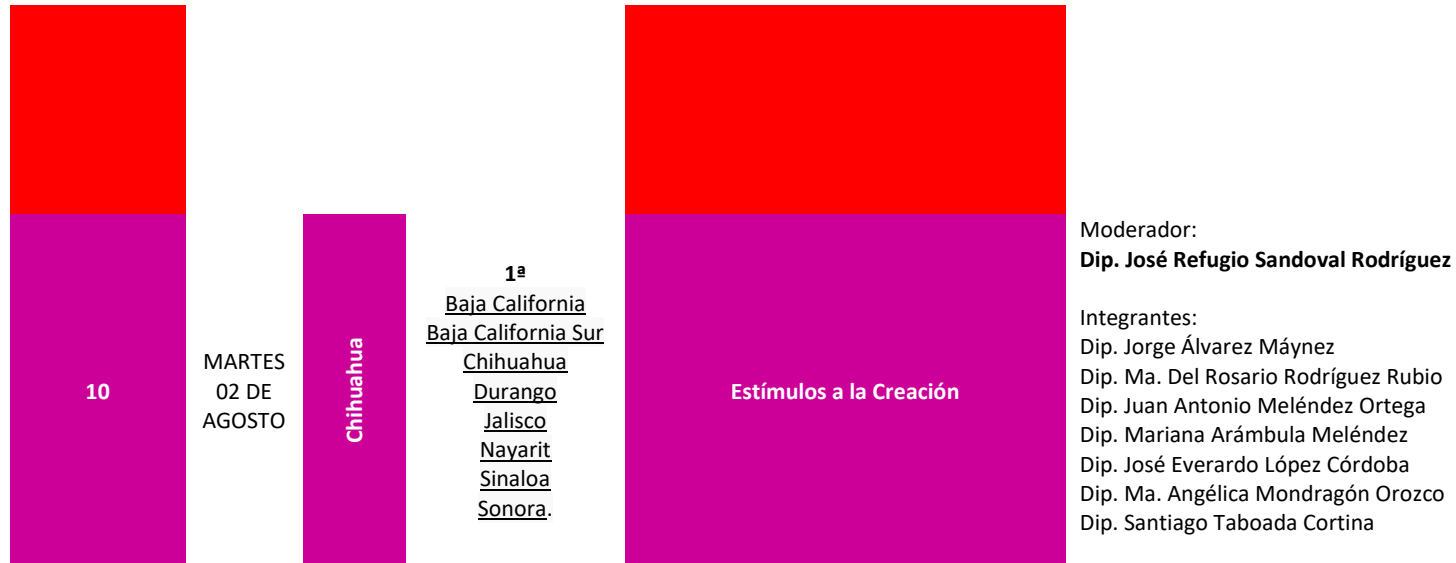 10
MARTES
02 DE
AGOSTO
Chihuahua
1ª
Baja California
Baja California Sur
Chihuahua
Durango
Jalisco
Nayarit
Sinaloa
Sonora.
Estímulos a la Creación
Moderador:
Dip. José Refugio Sandoval Rodríguez
Integrantes:
Dip. Jorge Álvarez Máynez
Dip. Ma. Del Rosario Rodríguez Rubio
Dip. Juan Antonio Meléndez Ortega
Dip. Mariana Arámbula Meléndez
Dip. José Everardo López Córdoba
Dip. Ma. Angélica Mondragón Orozco
Dip. Santiago Taboada Cortina